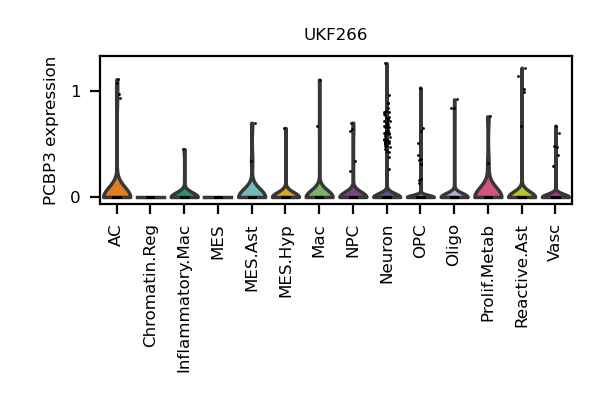 UKF266
PCBP3 expression
1
0
AC
Chromatin.Reg
Inflammatory.Mac
MES
MES.Ast
MES.Hyp
Mac
NPC
Neuron
OPC
Oligo
Prolif.Metab
Reactive.Ast
Vasc